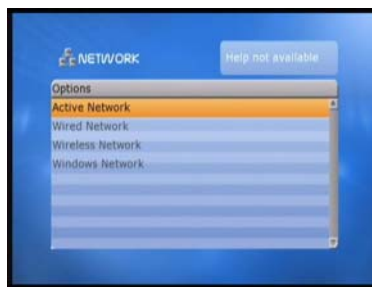 NETWORK
Help not available
Options
Active Network
Wired Network
Wireless Network
Windows Network